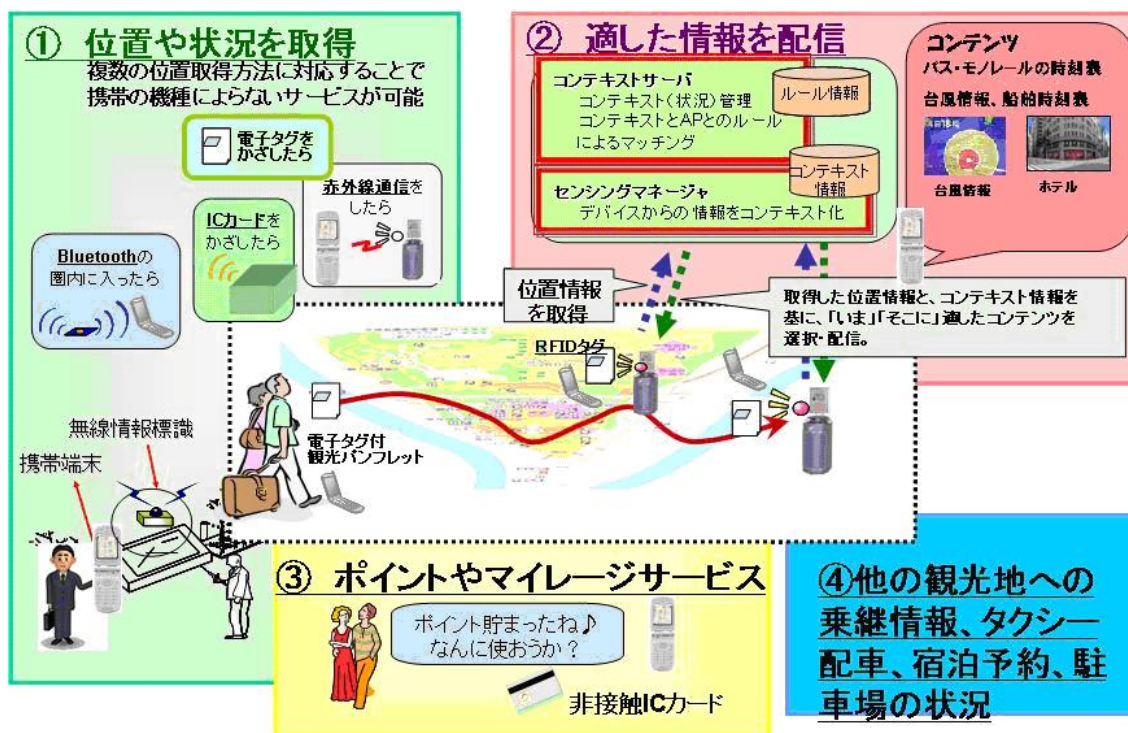 ① 位置や状況を取得
複数の位置取得方法に対応することで
携帯の機種によらないサービスが可能
電子タグを
かざしたら
赤外線通信を
したら
ICカードを
かざしたら
Bluetoothの
圏内に入ったら
無線情報標識
携帯端末
② 適した情報を配信
コンテキストサーバ
コンテキスト(状況)管理
コンテキストとAPとのルール
によるマッチング
ルール情報
コンテキスト
情報
センシングマネージャ
デバイスからの情報をコンテキスト化
コンテンツ
バス・モノレールの時刻表
台風情報、船舶時刻表
台風情報
ホテル
位置情報
を取得
取得した位置情報と、コンテキスト情報を
基に、「いま」「そこに」適したコンテンツを
選択・配信。
RFIDタグ
電子タグ付
観光パンフレット
③ ポイントやマイレージサービス
ポイント貯まったね♪
なんに使おうか？
非接触ICカード
④他の観光地への
乗継情報、タクシー
配車、宿泊予約、駐
車場の状況